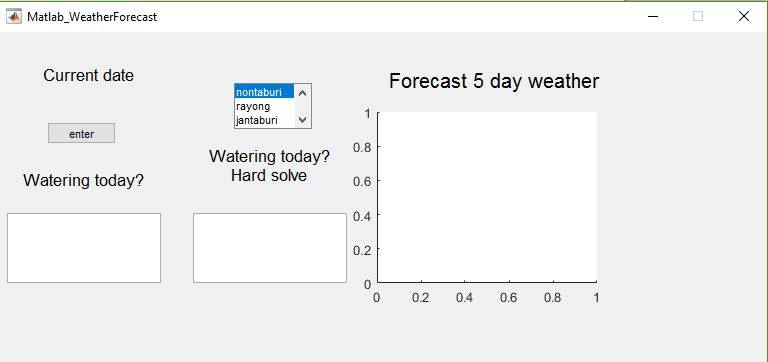 Matlab_WeatherForecast
Current date
enter
Watering today?
nontaburi
rayong
jantaburi
Watering today?
Hard solve
Forecast 5 day weather
1
0.8
0.6
0.4
0.2
0
0 0.2 0.4 0.6 0.8 1